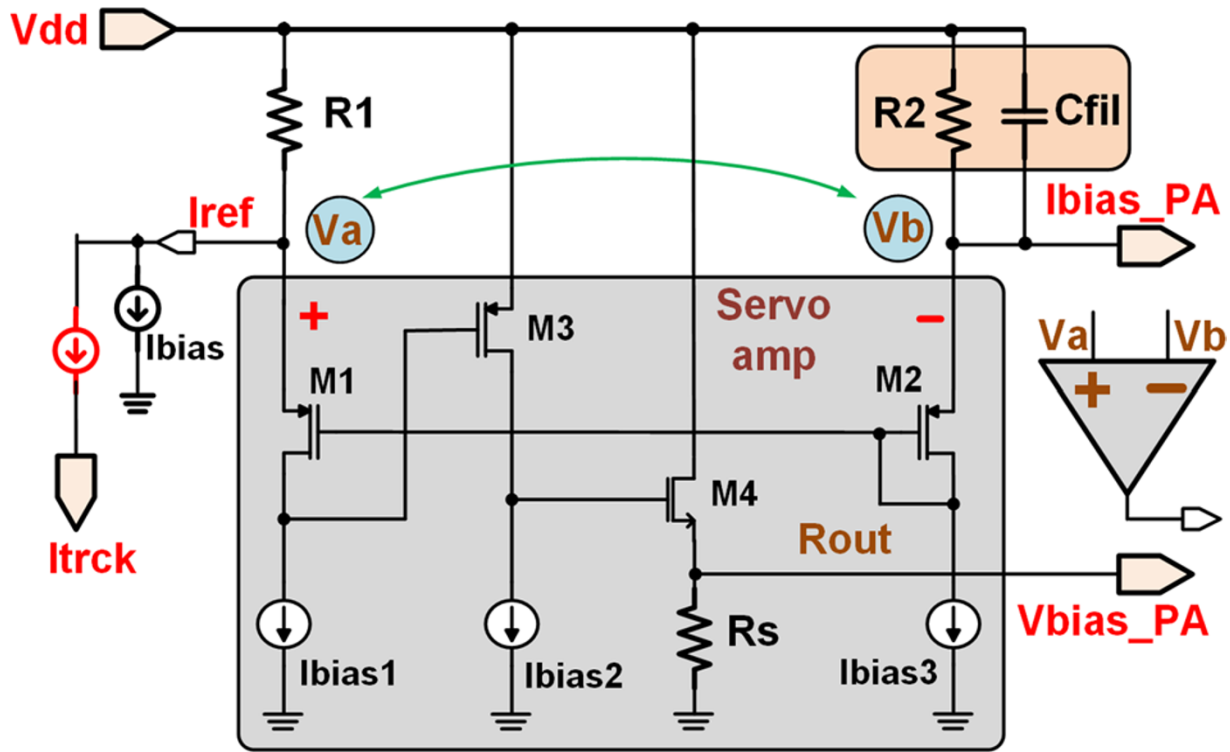 Vdd
R1
R2
Cfil
Iref
Va
Vb
Ibias_PA
+
Servo
amp
−
Ibias
M3
M1
M2
Va
Vb
+
−
M4
Itrck
Rout
Rs
Vbias_PA
Ibias1
Ibias2
Ibias3